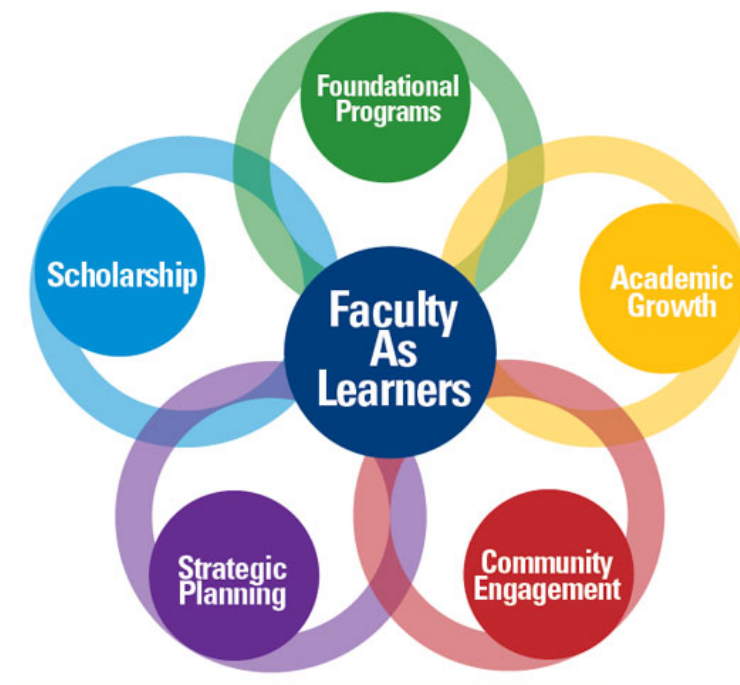 Foundational
Programs
Scholarship
Academic
Growth
Faculty
As
Learners
Strategic
Planning
Community
Engagement